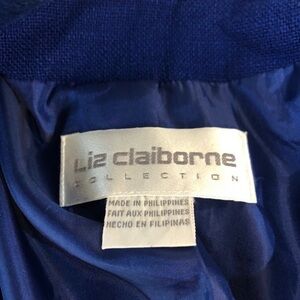 Liz claiborne
COLLECTION
MADE IN PHILIPPINES
FAIT AUX PHILIPPINES
HECHO EN FILIPINAS